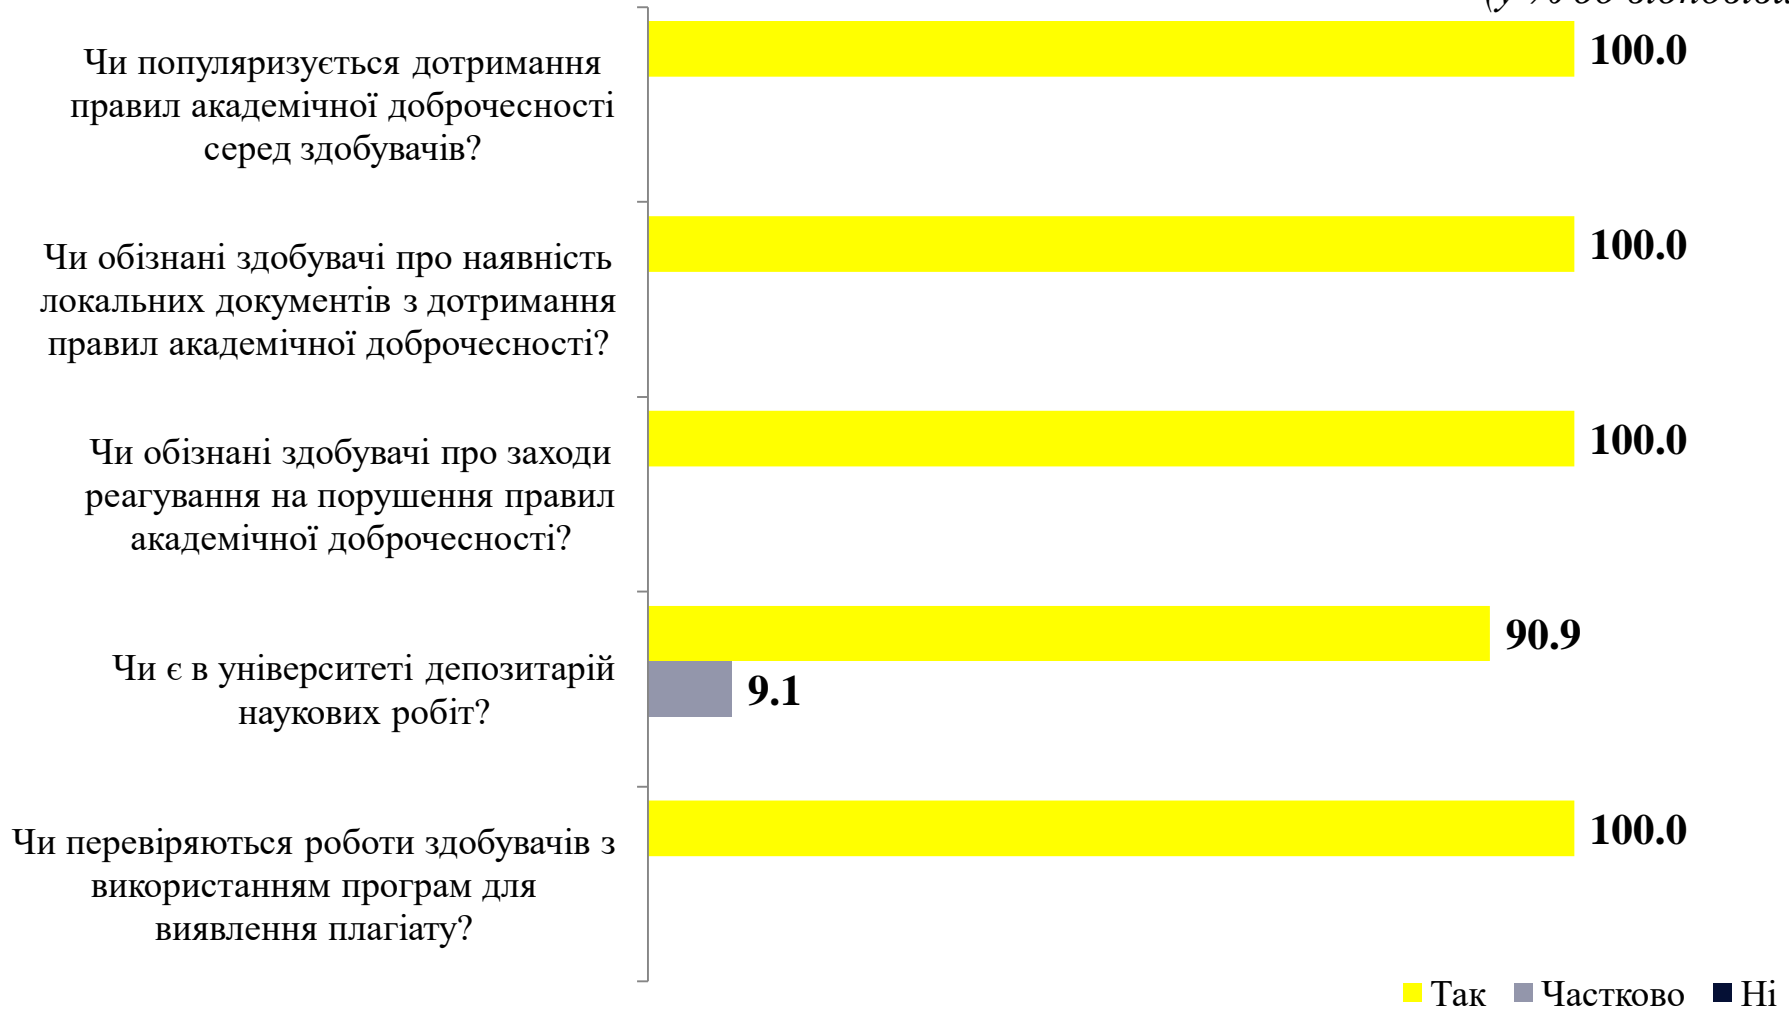 Чи популяризується дотримання
правил академічної доброчесності
серед здобувачів?
100.0
Чи обізнані здобувачі про наявність
локальних документів з дотримання
правил академічної доброчесності?
100.0
Чи обізнані здобувачі про заходи
реагування на порушення правил
академічної доброчесності?
100.0
Чи є в університеті депозитарій
наукових робіт?
90.9
9.1
Чи перевіряються роботи здобувачів з
використанням програм для
виявлення плагіату?
100.0
Так Частково Ні